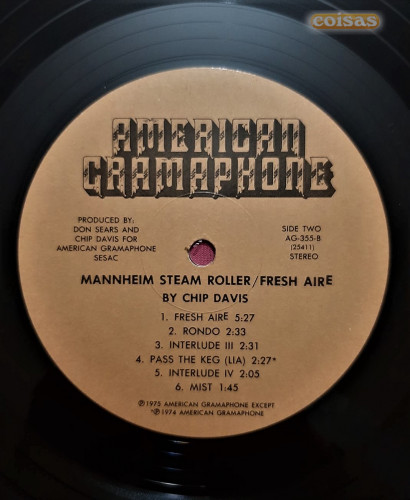 coisas
AMERICAN
GRAMAPHONE
PRODUCED BY:
DON SEARS AND
CHIP DAVIS FOR
AMERICAN GRAMAPHONE
SESAC
SIDE TWO
AG-355-B
(25411)
STEREO
MANNHEIM STEAM ROLLER/FRESH AIRE
BY CHIP DAVIS
1. FRESH AIRE 5:27
2. RONDO 2:33
3. INTERLUDE III 2:31
4. PASS THE KEG (LIA) 2:27*
5. INTERLUDE IV 2:05
6. MIST 1:45
℗1975 AMERICAN GRAMAPHONE EXCEPT
*℗1974 AMERICAN GRAMAPHONE